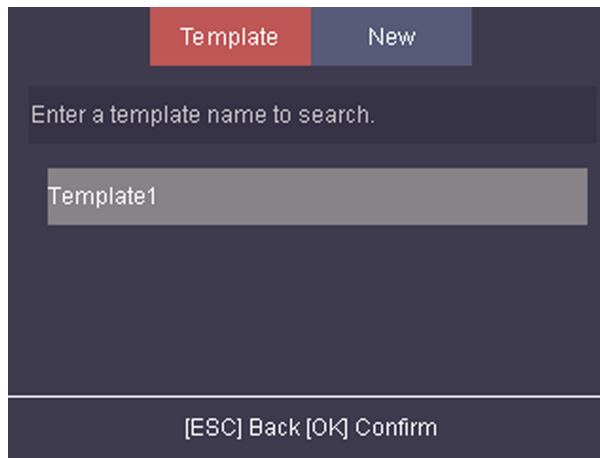 Template New
Enter a template name to search.
Template1
[ESC] Back [OK] Confirm